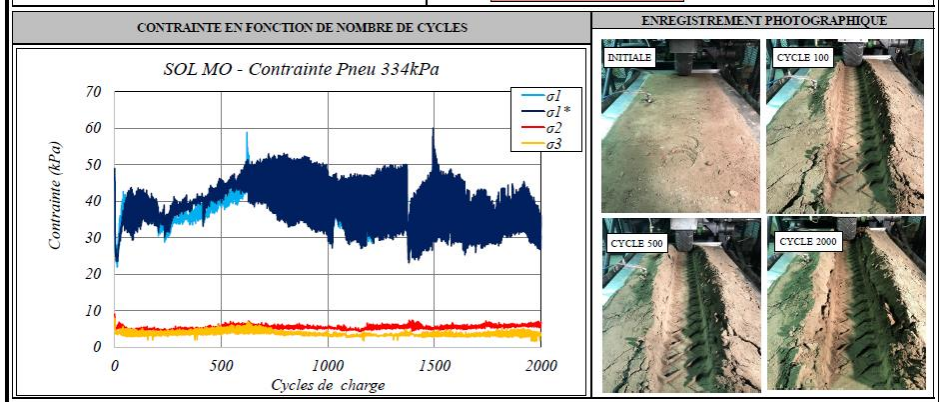 CONTRAINTE EN FONCTION DE NOMBRE DE CYCLES
SOL MO - Contrainte Pneu 334kPa
70
60
50
40
30
20
10
0
Contrainte (kPa)
0 500 1000 1500 2000
Cycles de charge
σ1
σ1*
σ2
σ3
ENREGISTREMENT PHOTOGRAPHIQUE
INITIALE
CYCLE 100
CYCLE 500
CYCLE 2000